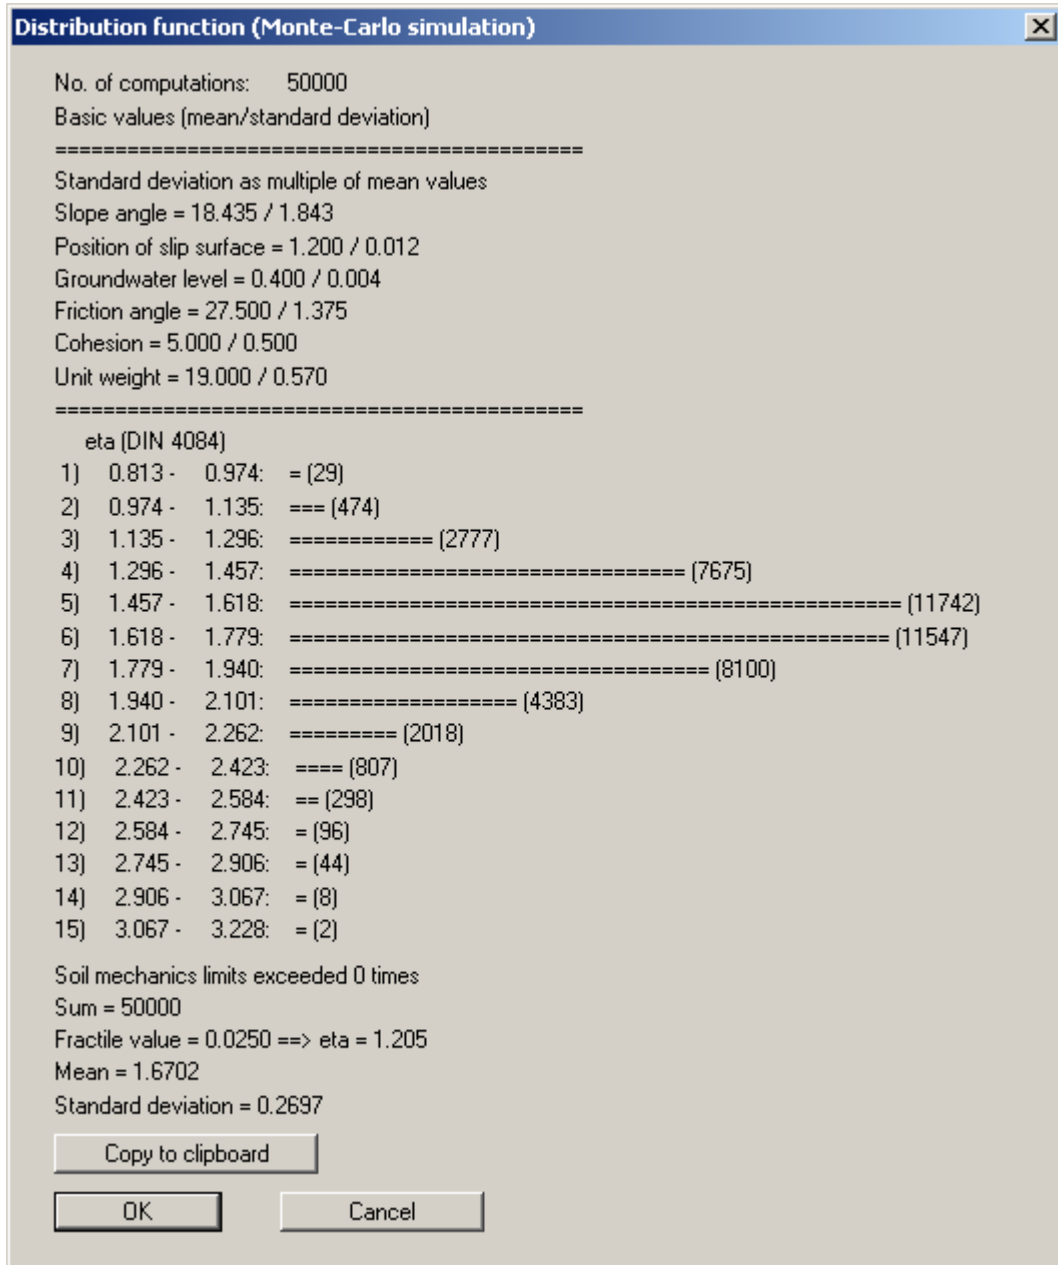 Distribution function (Monte-Carlo simulation)
No. of computations: 50000
Basic values (mean/standard deviation)
============================================
Standard deviation as multiple of mean values
Slope angle = 18.435 / 1.843
Position of slip surface = 1.200 / 0.012
Groundwater level = 0.400 / 0.004
Friction angle = 27.500 / 1.375
Cohesion = 5.000 / 0.500
Unit weight = 19.000 / 0.570
============================================
eta (DIN 4084)
1) 0.813 - 0.974: = (29)
2) 0.974 - 1.135: === (474)
3) 1.135 - 1.296: ============ (2777)
4) 1.296 - 1.457: ================================= (7675)
5) 1.457 - 1.618: =================================================== (11742)
6) 1.618 - 1.779: ================================================== (11547)
7) 1.779 - 1.940: =================================== (8100)
8) 1.940 - 2.101: =================== (4383)
9) 2.101 - 2.262: ========= (2018)
10) 2.262 - 2.423: ==== (807)
11) 2.423 - 2.584: == (298)
12) 2.584 - 2.745: = (96)
13) 2.745 - 2.906: = (44)
14) 2.906 - 3.067: = (8)
15) 3.067 - 3.228: = (2)
Soil mechanics limits exceeded 0 times
Sum = 50000
Fractile value = 0.0250 ==> eta = 1.205
Mean = 1.6702
Standard deviation = 0.2697
Copy to clipboard
OK Cancel